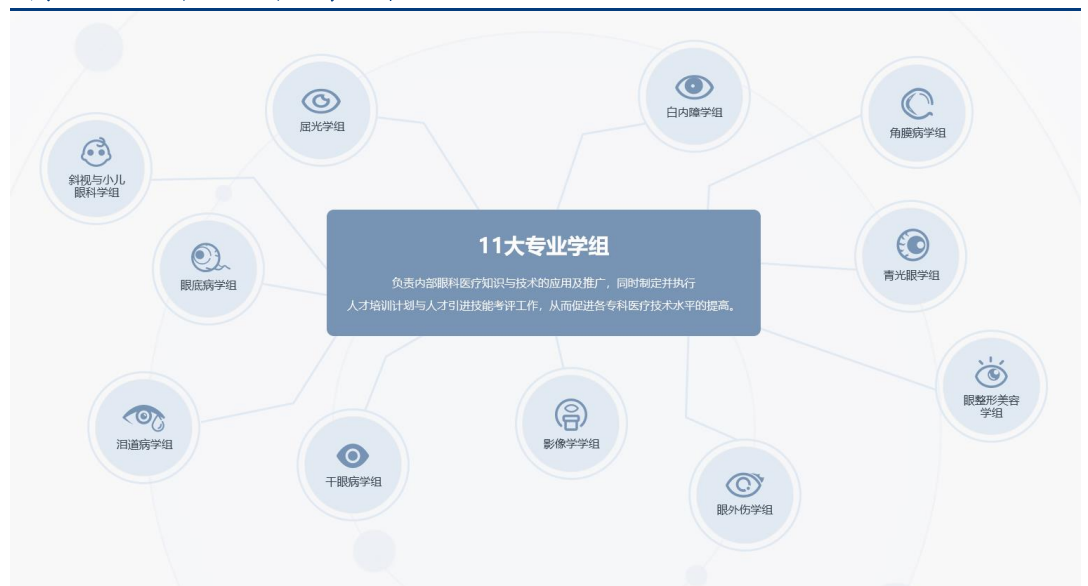 屈光学组
白内障学组
角膜病学组
斜视与小儿
眼科学组
11大专业学组
负责内部眼科医疗知识与技术的应用及推广，同时制定并执行
人才培训计划与人才引进技能考评工作，从而促进各专科医疗技术水平的提高。
眼底病学组
青光眼学组
眼整形美容
学组
泪道病学组
干眼病学组
影像学学组
眼外伤学组